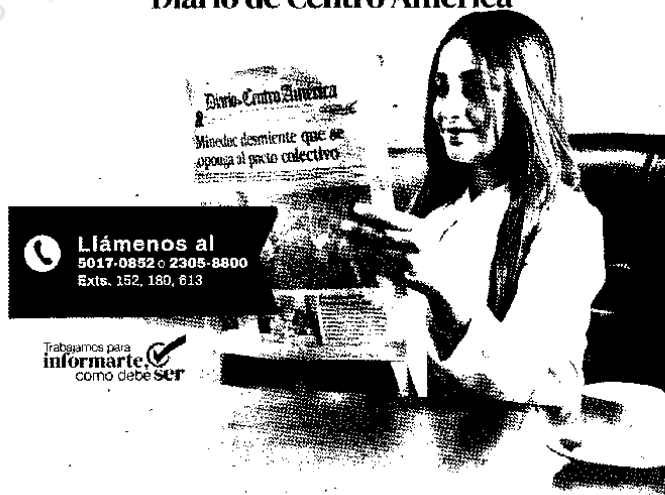 Diario de Centro América
Diario de Centro América
Mineduc desmiente que se
oponga al pacto colectivo
Llámenos al
5017-0852 o 2305-8800
Exts. 152, 180, 613
Trabajamos para
informarte,
como debe ser